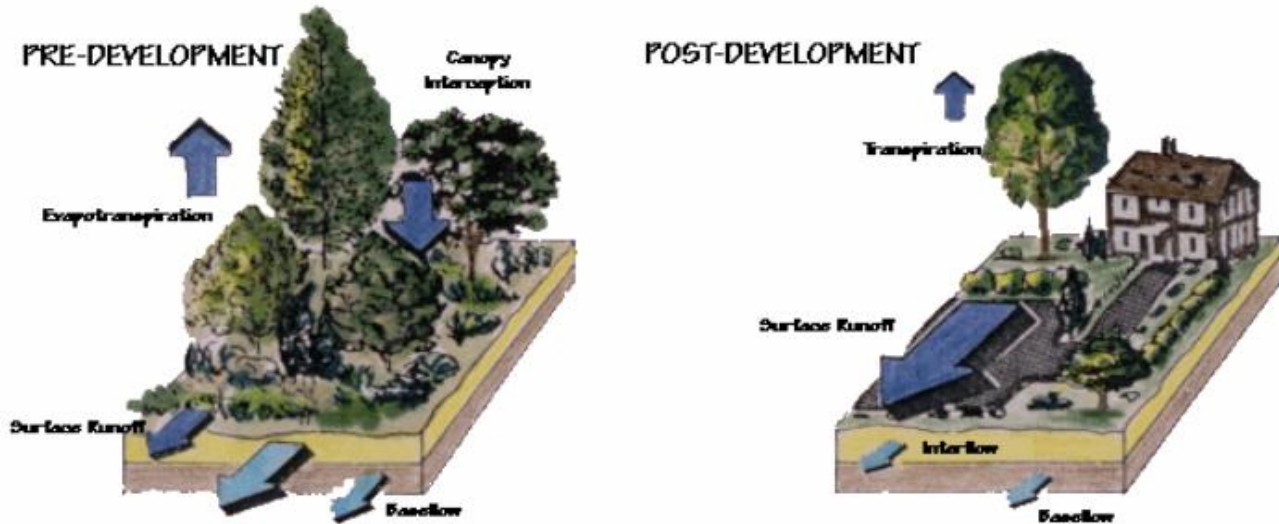 PRE-DEVELOPMENT
Canopy
Interception
Evapotranspiration
Surface Runoff
Baseflow
POST-DEVELOPMENT
Transpiration
Surface Runoff
Interflow
Baseflow